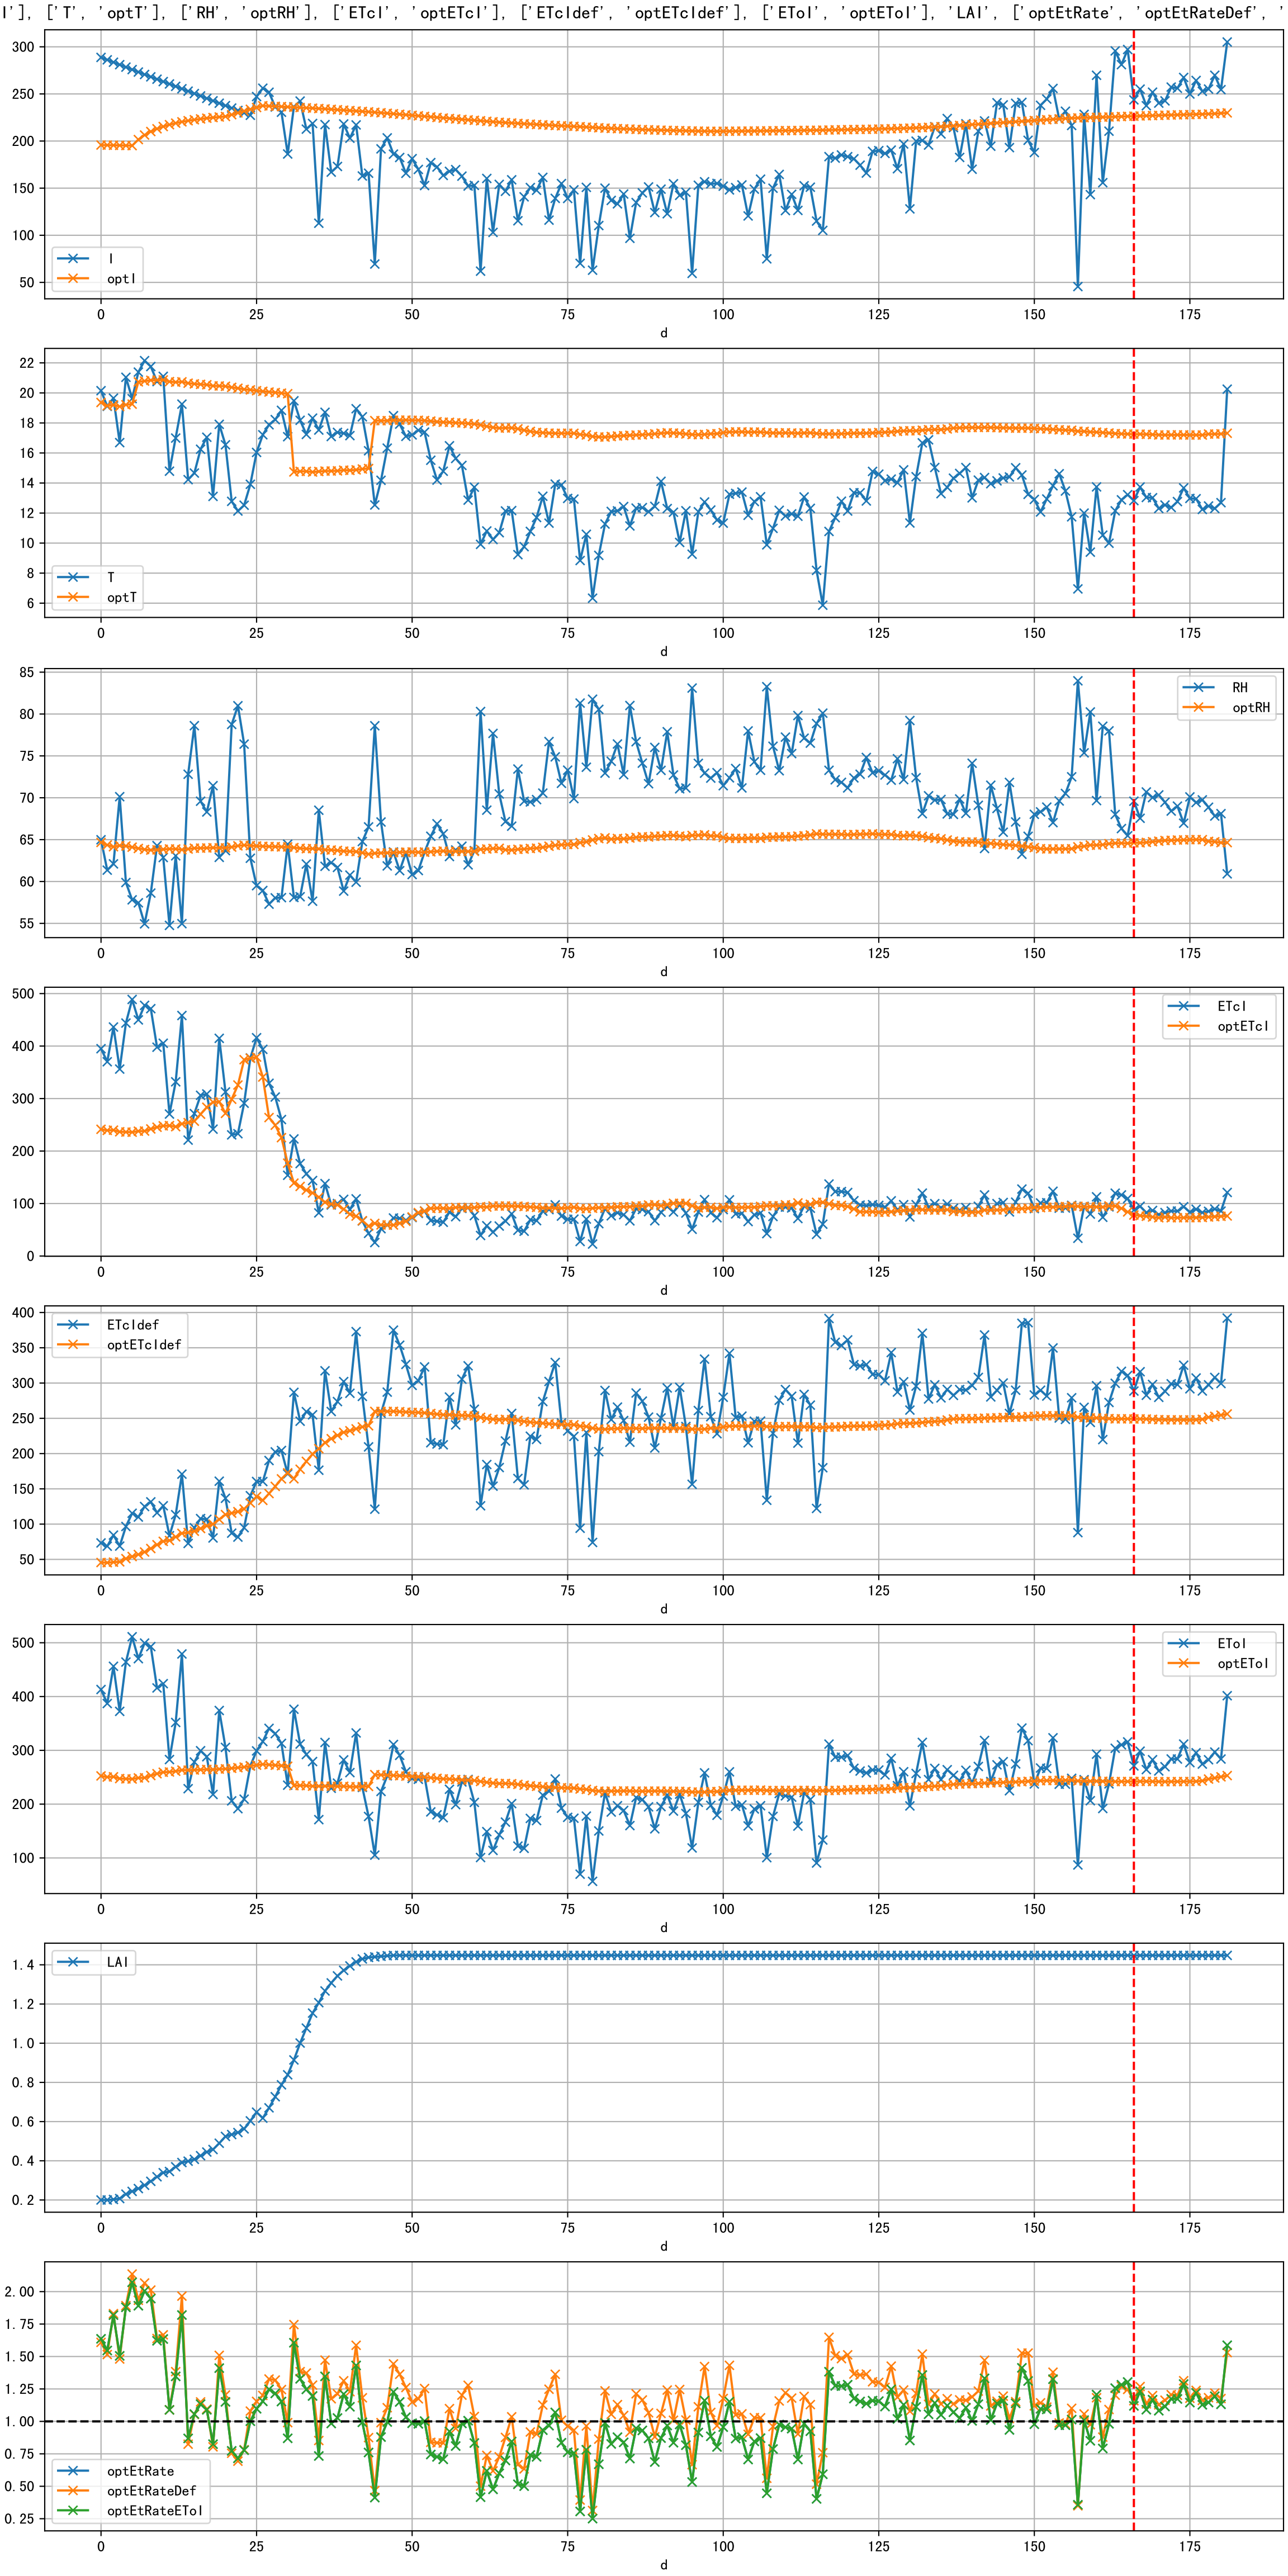 I'], ['T', 'optT'], ['RH', 'optRH'], ['ETcI', 'optETcI'], ['ETcIdef', 'optETcIdef'], ['EToI', 'optEToI'], 'LAI', ['optEtRate', 'optEtRateDef', '
300
250
200
150
100
50
I
optI
0 25 50 75 100 125 150 175
d
22
20
18
16
14
12
10
8
6
T
optT
0 25 50 75 100 125 150 175
d
85
80
75
70
65
60
55
RH
optRH
0 25 50 75 100 125 150 175
d
500
400
300
200
100
0
ETcI
optETcI
0 25 50 75 100 125 150 175
d
400
350
300
250
200
150
100
50
ETcIdef
optETcIdef
0 25 50 75 100 125 150 175
d
500
400
300
200
100
EToI
optEToI
0 25 50 75 100 125 150 175
d
1.4
1.2
1.0
0.8
0.6
0.4
0.2
LAI
0 25 50 75 100 125 150 175
d
2.00
1.75
1.50
1.25
1.00
0.75
0.50
0.25
optEtRate
optEtRateDef
optEtRateEToI
0 25 50 75 100 125 150 175
d